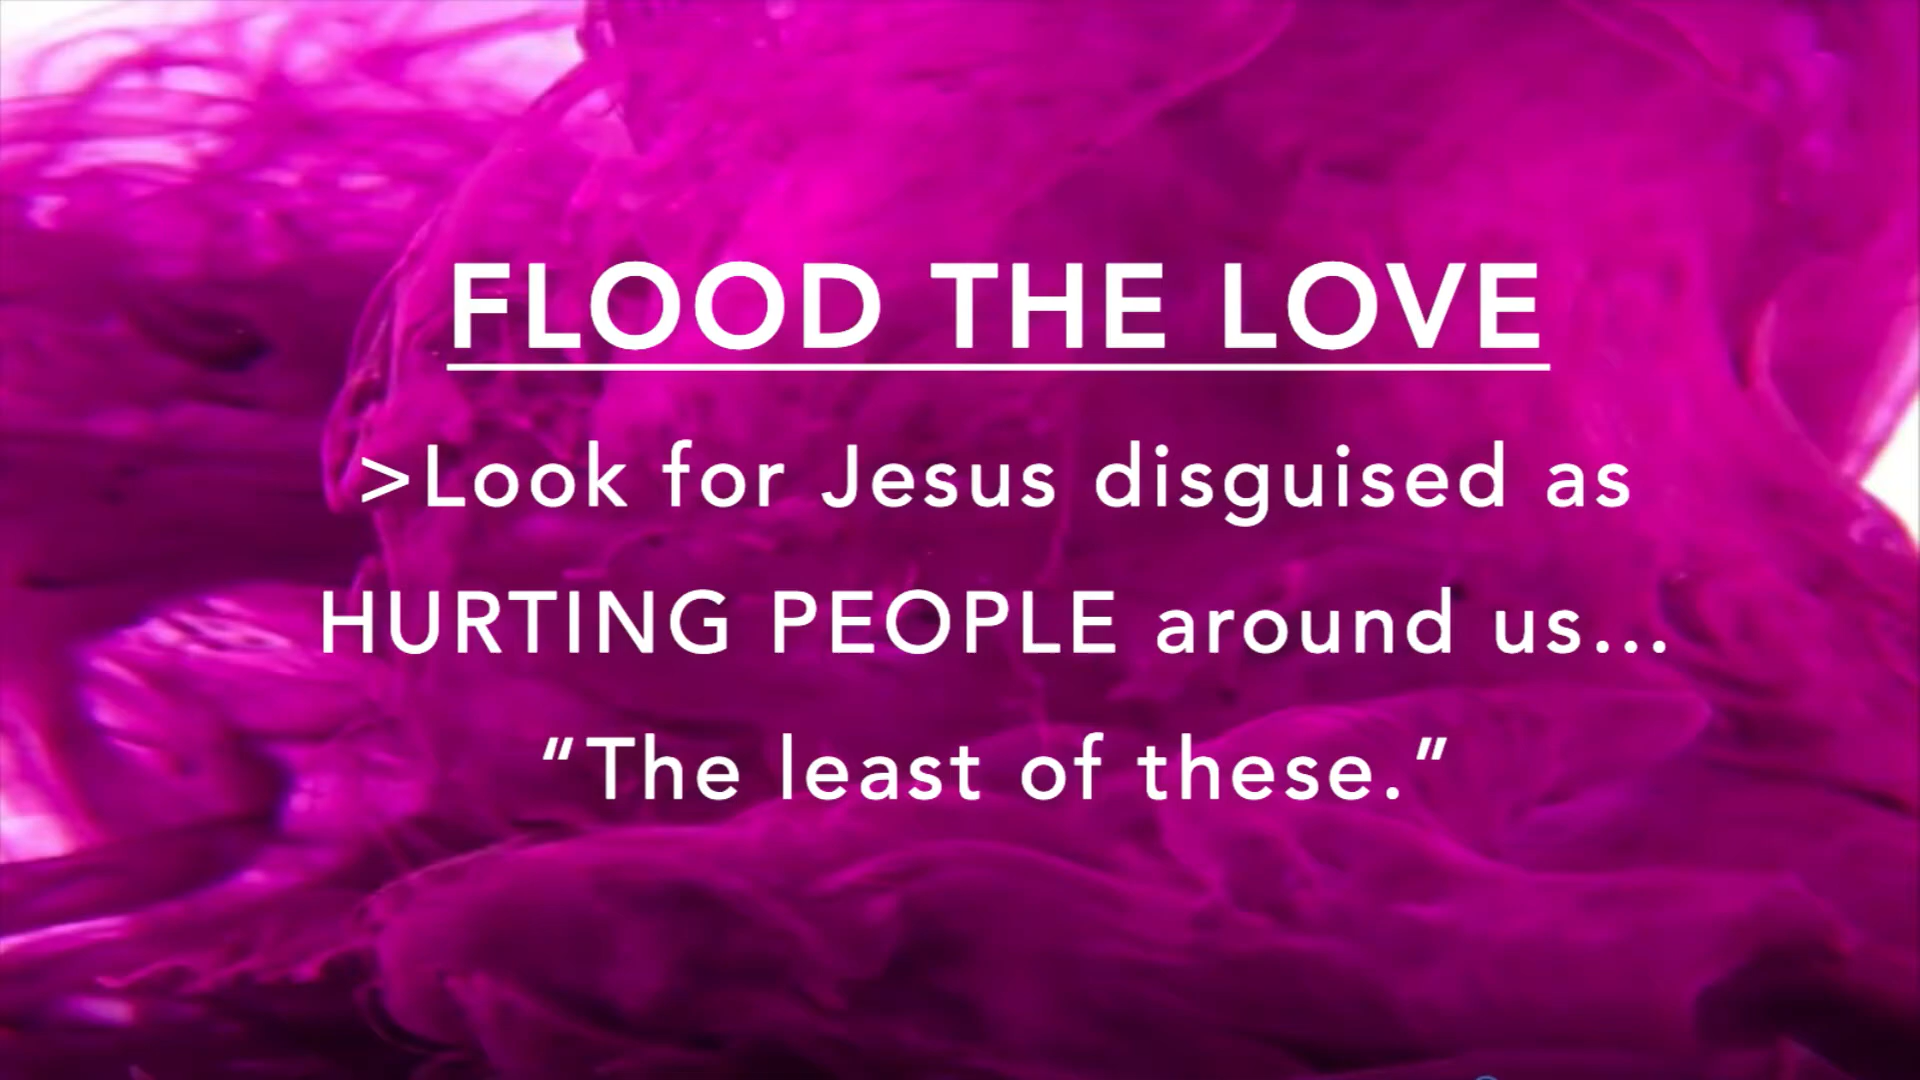 FLOOD THE LOVE
>Look for Jesus disguised as
HURTING PEOPLE around us...
“The least of these.”